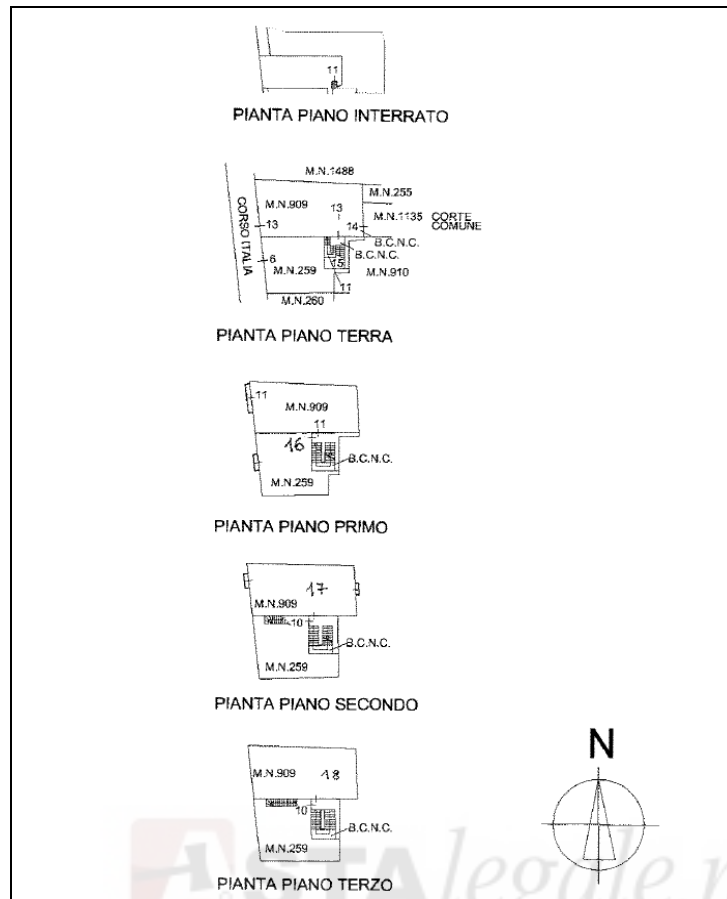 11
PIANTA PIANO INTERRATO
M.N.1488
M.N.255
M.N.909
13
M.N.1135 CORTE COMUNE
CORSO ITALIA
13
14
B.C.N.C.
B.C.N.C.
6
M.N.259
15
M.N.910
11
M.N.260
PIANTA PIANO TERRA
11
M.N.909
11
16
B.C.N.C.
M.N.259
PIANTA PIANO PRIMO
17
M.N.909
10
B.C.N.C.
M.N.259
PIANTA PIANO SECONDO
N
M.N.909
18
10
B.C.N.C.
M.N.259
ASTAlegale.n
PIANTA PIANO TERZO